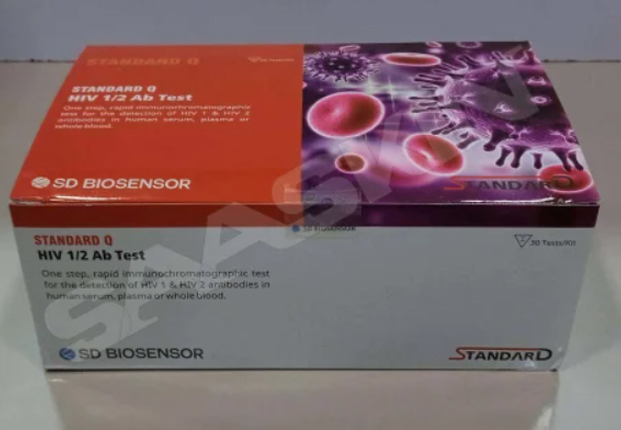 STANDARD Q
STANDARD Q
HIV 1/2 Ab Test
One step, rapid immunochromatographic
test for the detection of HIV 1 & HIV 2
antibodies in human serum, plasma or
whole blood.
SD BIOSENSOR
STANDARD
SD BIOSENSOR
STANDARD Q
HIV 1/2 Ab Test
30 Tests/Kit
One step, rapid immunochromatographic test
for the detection of HIV 1 & HIV 2 antibodies in
human serum, plasma or whole blood.
SD BIOSENSOR
STANDARD